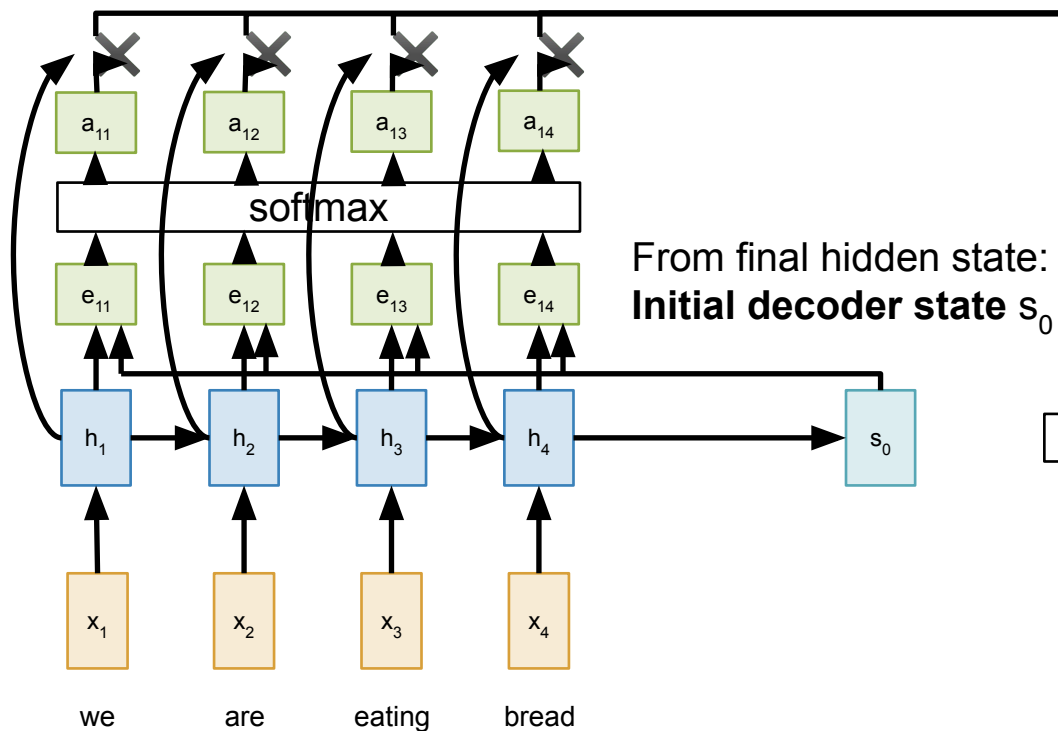 a11 a12 a13 a14
softmax
e11 e12 e13 e14
From final hidden state:
Initial decoder state s0
h1 h2 h3 h4 s0
x1 x2 x3 x4
we are eating bread